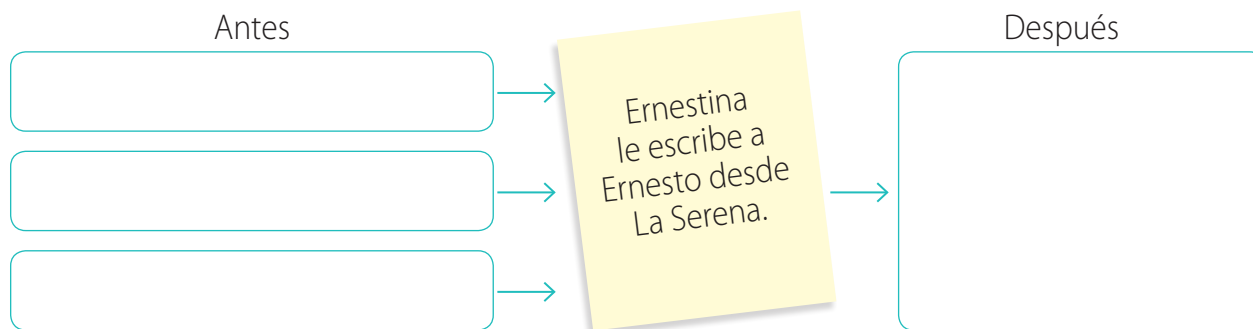 Antes
Después
Ernestina
le escribe a
Ernesto desde
La Serena.